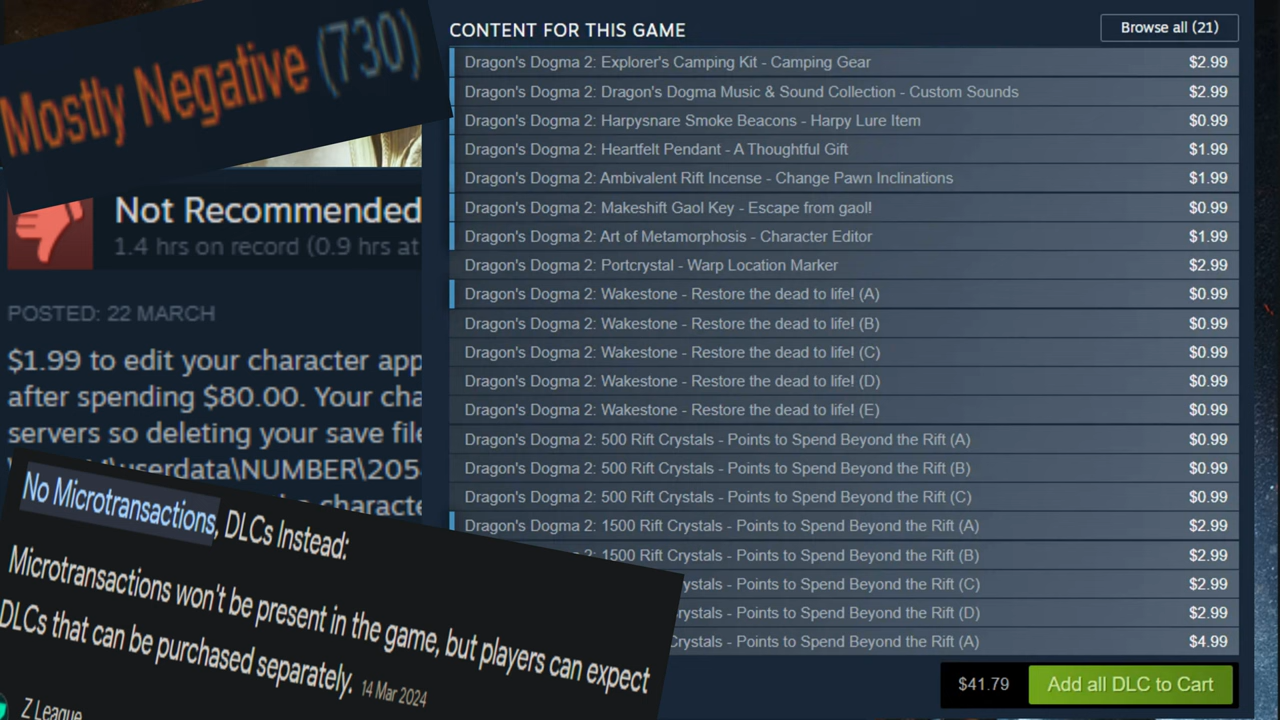 Mostly Negative (730)
Not Recommended
1.4 hrs on record (0.9 hrs at
POSTED: 22 MARCH
$1.99 to edit your character app
after spending $80.00. Your cha
servers so deleting your save file
\userdata\NUMBER\205
characte
No Microtransactions, DLCs Instead:
Microtransactions won't be present in the game, but players can expect
DLCs that can be purchased separately. 14 Mar 2024
Z League
CONTENT FOR THIS GAME
Browse all (21)
Dragon's Dogma 2: Explorer's Camping Kit - Camping Gear $2.99
Dragon's Dogma 2: Dragon's Dogma Music & Sound Collection - Custom Sounds $2.99
Dragon's Dogma 2: Harpysnare Smoke Beacons - Harpy Lure Item $0.99
Dragon's Dogma 2: Heartfelt Pendant - A Thoughtful Gift $1.99
Dragon's Dogma 2: Ambivalent Rift Incense - Change Pawn Inclinations $1.99
Dragon's Dogma 2: Makeshift Gaol Key - Escape from gaol! $0.99
Dragon's Dogma 2: Art of Metamorphosis - Character Editor $1.99
Dragon's Dogma 2: Portcrystal - Warp Location Marker $2.99
Dragon's Dogma 2: Wakestone - Restore the dead to life! (A) $0.99
Dragon's Dogma 2: Wakestone - Restore the dead to life! (B) $0.99
Dragon's Dogma 2: Wakestone - Restore the dead to life! (C) $0.99
Dragon's Dogma 2: Wakestone - Restore the dead to life! (D) $0.99
Dragon's Dogma 2: Wakestone - Restore the dead to life! (E) $0.99
Dragon's Dogma 2: 500 Rift Crystals - Points to Spend Beyond the Rift (A) $0.99
Dragon's Dogma 2: 500 Rift Crystals - Points to Spend Beyond the Rift (B) $0.99
Dragon's Dogma 2: 500 Rift Crystals - Points to Spend Beyond the Rift (C) $0.99
Dragon's Dogma 2: 1500 Rift Crystals - Points to Spend Beyond the Rift (A) $2.99
2: 1500 Rift Crystals - Points to Spend Beyond the Rift (B) $2.99
ystals - Points to Spend Beyond the Rift (C) $2.99
ystals - Points to Spend Beyond the Rift (D) $2.99
Crystals - Points to Spend Beyond the Rift (A) $4.99
$41.79 Add all DLC to Cart